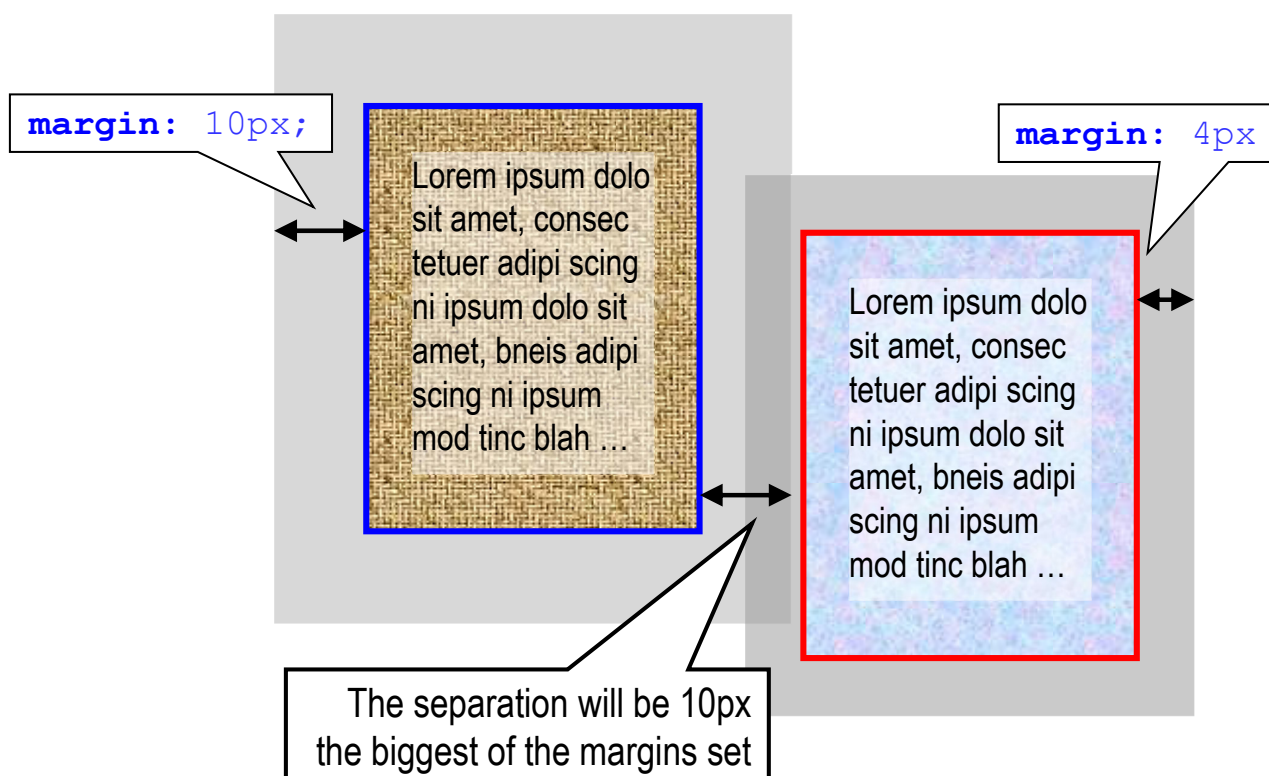 margin: 10px;
margin: 4px
Lorem ipsum dolo
sit amet, consec
tetuer adipi scing
ni ipsum dolo sit
amet, bneis adipi
scing ni ipsum
mod tinc blah …
Lorem ipsum dolo
sit amet, consec
tetuer adipi scing
ni ipsum dolo sit
amet, bneis adipi
scing ni ipsum
mod tinc blah …
The separation will be 10px
the biggest of the margins set